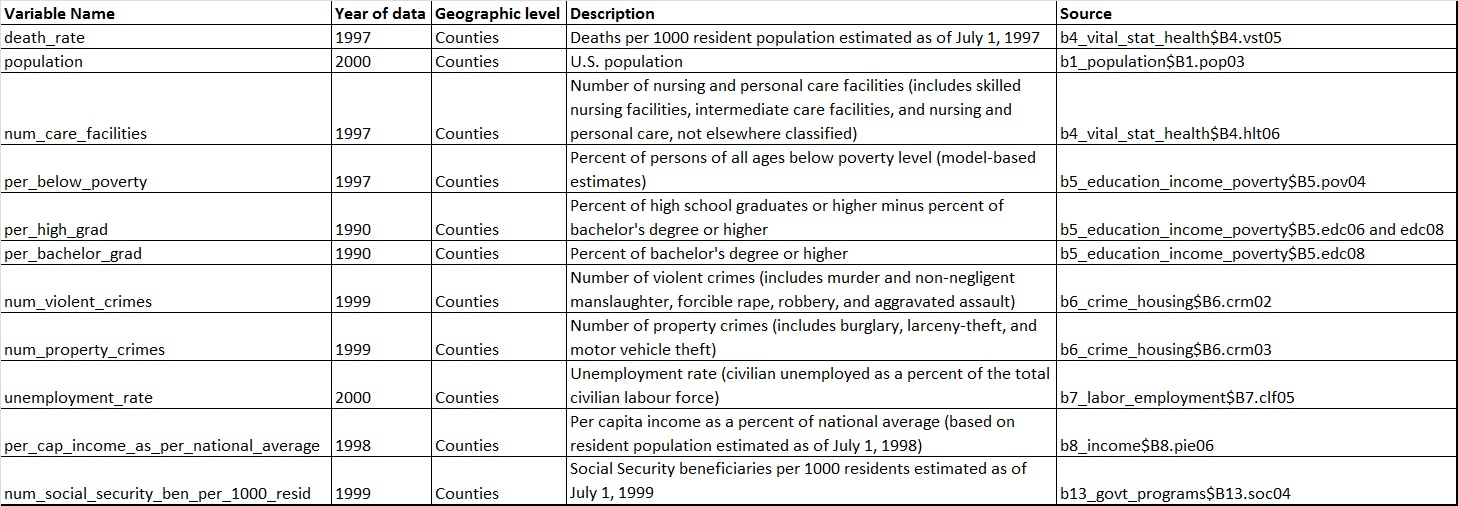 Variable Name Year of data Geographic level Description Source
death_rate 1997 Counties Deaths per 1000 resident population estimated as of July 1, 1997 b4_vital_stat_health$B4.vst05
population 2000 Counties U.S. population b1_population$B1.pop03
Number of nursing and personal care facilities (includes skilled
nursing facilities, intermediate care facilities, and nursing and
num_care_facilities 1997 Counties personal care, not elsewhere classified) b4_vital_stat_health$B4.hlt06
Percent of persons of all ages below poverty level (model-based
per_below_poverty 1997 Counties estimates) b5_education_income_poverty$B5.pov04
Percent of high school graduates or higher minus percent of
per_high_grad 1990 Counties bachelor's degree or higher b5_education_income_poverty$B5.edc06 and edc08
per_bachelor_grad 1990 Counties Percent of bachelor's degree or higher b5_education_income_poverty$B5.edc08
Number of violent crimes (includes murder and non-negligent
num_violent_crimes 1999 Counties manslaughter, forcible rape, robbery, and aggravated assault) b6_crime_housing$B6.crm02
Number of property crimes (includes burglary, larceny-theft, and
num_property_crimes 1999 Counties motor vehicle theft) b6_crime_housing$B6.crm03
Unemployment rate (civilian unemployed as a percent of the total
unemployment_rate 2000 Counties civilian labour force) b7_labor_employment$B7.clf05
Per capita income as a percent of national average (based on
per_cap_income_as_per_national_average 1998 Counties resident population estimated as of July 1, 1998) b8_income$B8.pie06
Social Security beneficiaries per 1000 residents estimated as of
num_social_security_ben_per_1000_resid 1999 Counties July 1, 1999 b13_govt_programs$B13.soc04